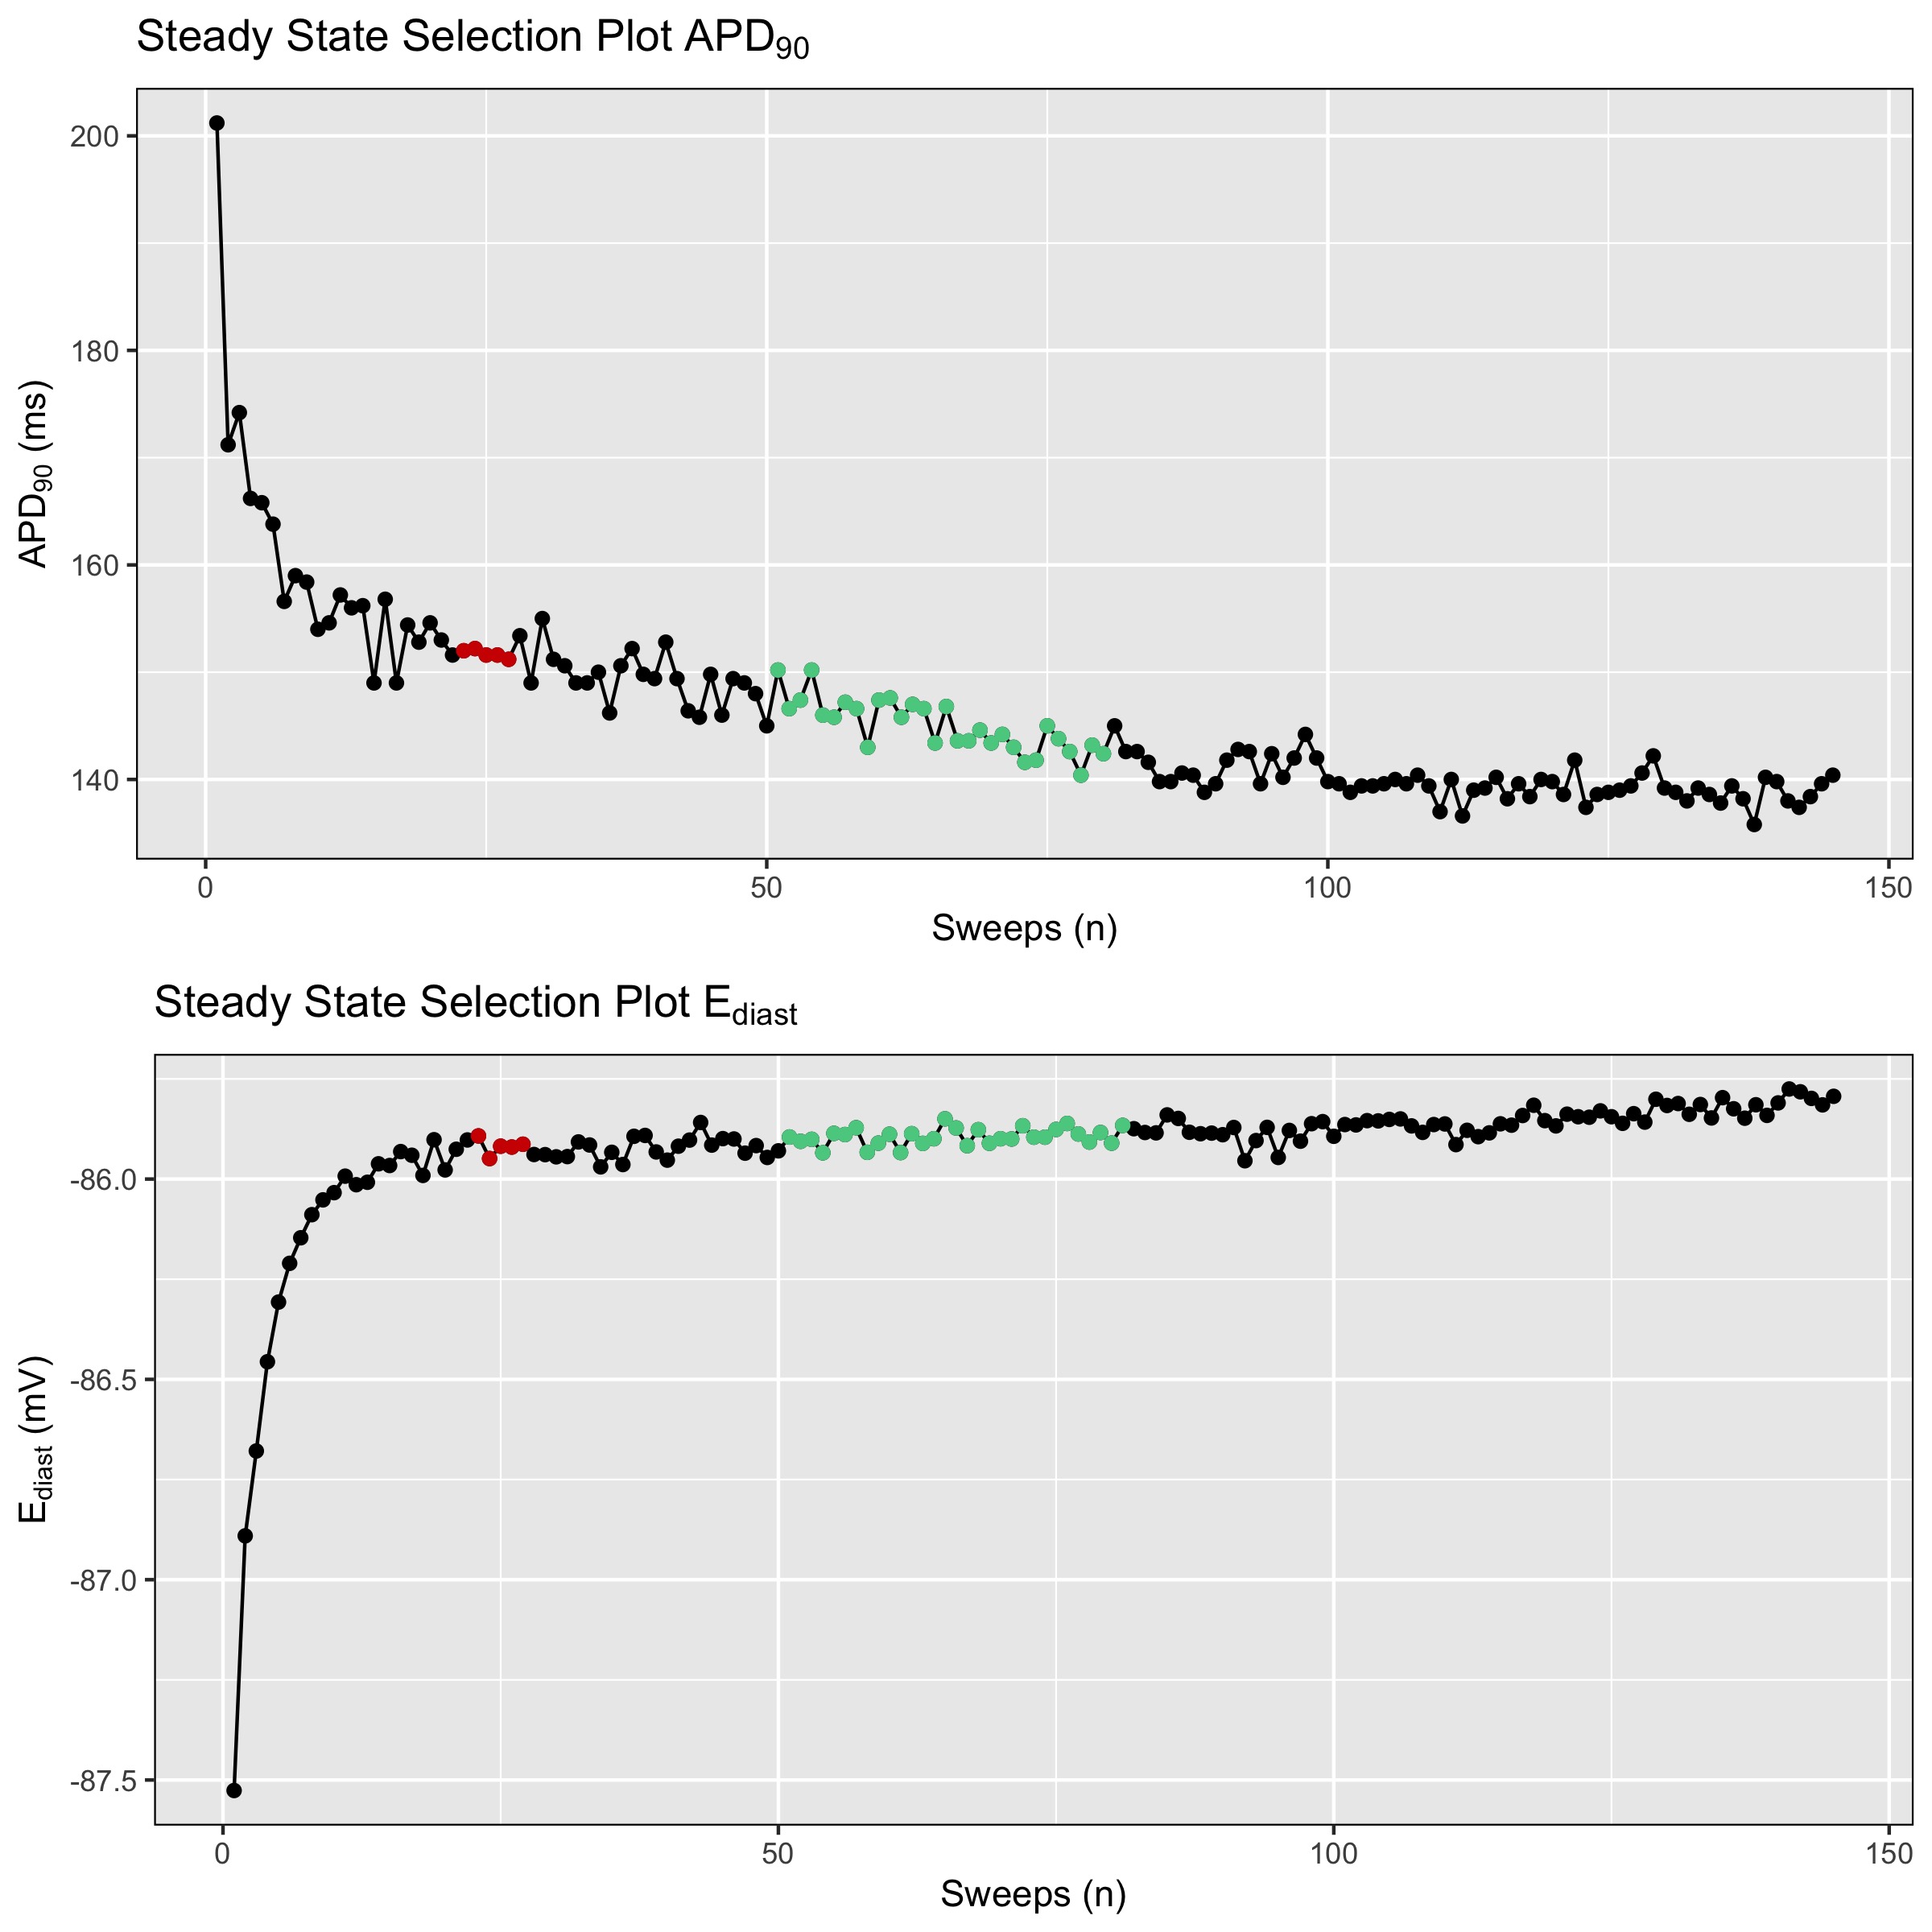 Steady State Selection Plot APD90
200
180
160
140
APD90 (ms)
0 50 100 150
Sweeps (n)
Steady State Selection Plot Ediast
-86.0
-86.5
-87.0
-87.5
Ediast (mV)
0 50 100 150
Sweeps (n)